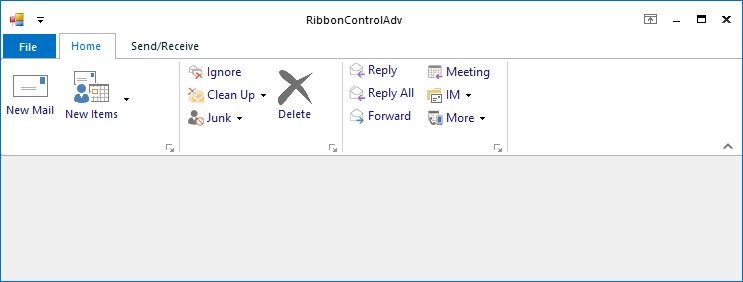 RibbonControlAdv
File Home Send/Receive
New Mail
New Items
Ignore
Clean Up
Junk
Delete
Reply
Reply All
Forward
Meeting
IM
More